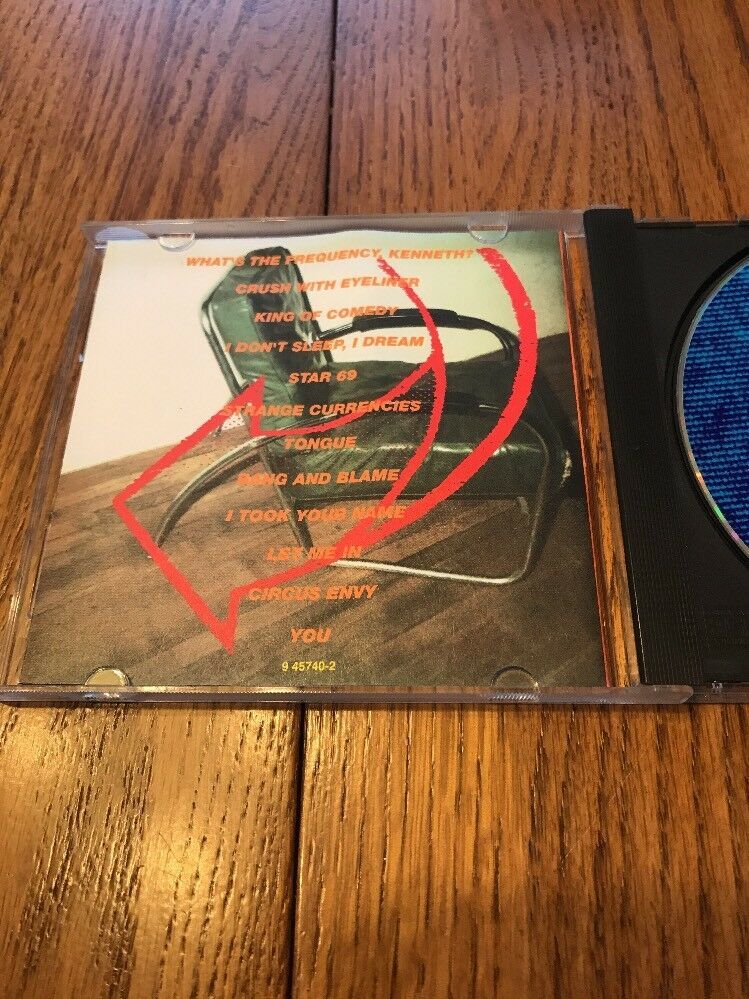 WHAT'S THE FREQUENCY, KENNETH?
CRUSH WITH EYELINER
KING OF COMEDY
I DON'T SLEEP, I DREAM
STAR 69
STRANGE CURRENCIES
TONGUE
BANG AND BLAME
I TOOK YOUR NAME
LET ME IN
CIRCUS ENVY
YOU
9 45740-2